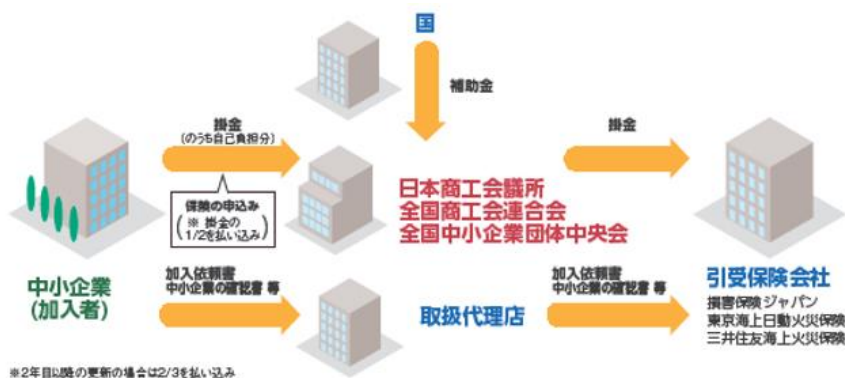 国
補助金
掛金
(のうち自己負担分)
掛金
保険の申込み
(※ 掛金の
1/2を払い込み)
日本商工会議所
全国商工会連合会
全国中小企業団体中央会
中小企業
(加入者)
加入依頼書
中小企業の確認書 等
取扱代理店
加入依頼書
中小企業の確認書 等
引受保険会社
損害保険ジャパン
東京海上日動火災保険
三井住友海上火災保険
※2年目以降の更新の場合は2/3を払い込み